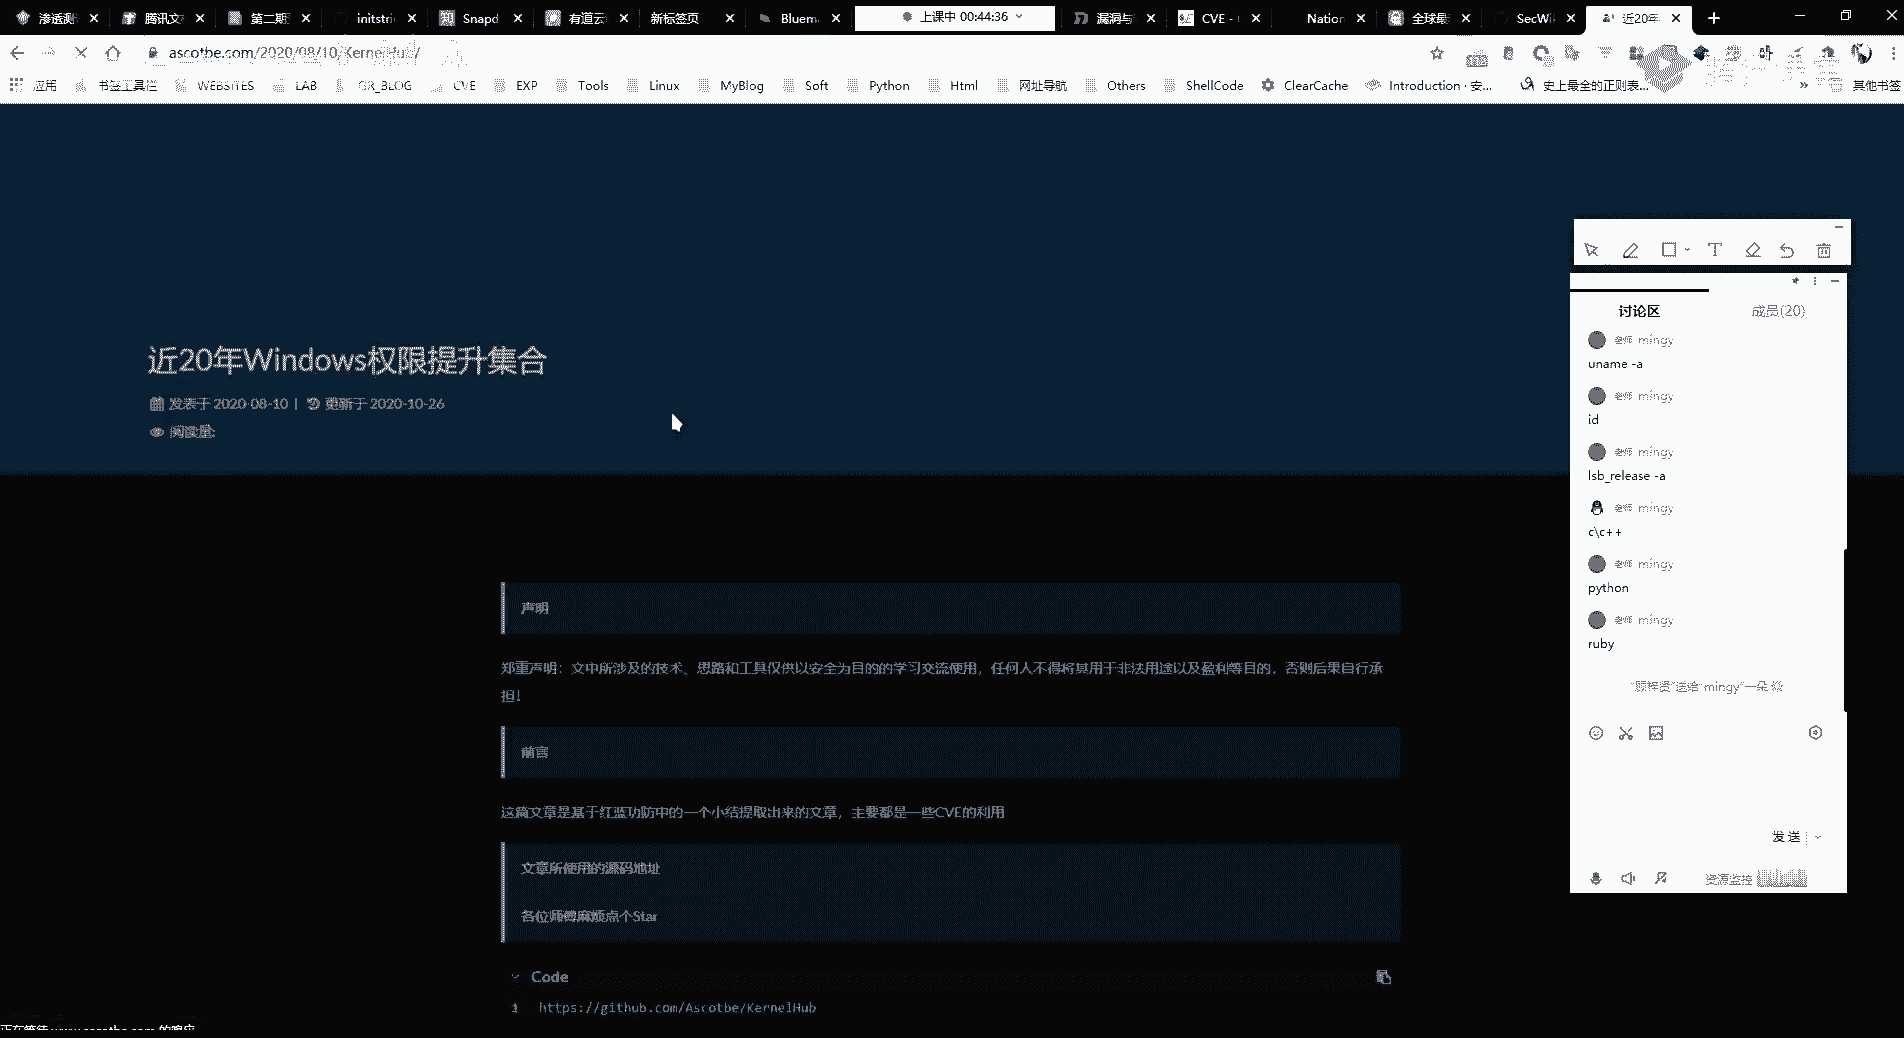 渗透测
腾讯文
第二期
initstri
Snapd
有道云
新标签页
Bluem
上课中 00:44:36
漏洞与
CVE -
Nation
全球最
SecWi
近20年
ascotbe.com/2020/08/10/KernelHub/
应用
书签工具栏
WEBSITES
LAB
GR_BLOG
CVE
EXP
Tools
Linux
MyBlog
Soft
Python
Html
网址导航
Others
ShellCode
ClearCache
Introduction · 安...
史上最全的正则表...
»
其他书签
近20年Windows权限提升集合
发表于 2020-08-10 | 更新于 2020-10-26
阅读量:
声明
郑重声明：文中所涉及的技术、思路和工具仅供以安全为目的的学习交流使用，任何人不得将其用于非法用途以及盈利等目的，否则后果自行承
担！
前言
这篇文章是基于红蓝功防中的一个小结提取出来的文章，主要都是一些CVE的利用
文章所使用的源码地址
各位师傅麻烦点个Star
Code
1 https://github.com/Ascotbe/KernelHub
讨论区
成员(20)
老师 mingy
uname -a
老师 mingy
id
老师 mingy
lsb_release -a
老师 mingy
c\c++
老师 mingy
python
老师 mingy
ruby
送给"mingy"一朵
发送
资源监控
正在等待 www.ascotbe.com 的响应